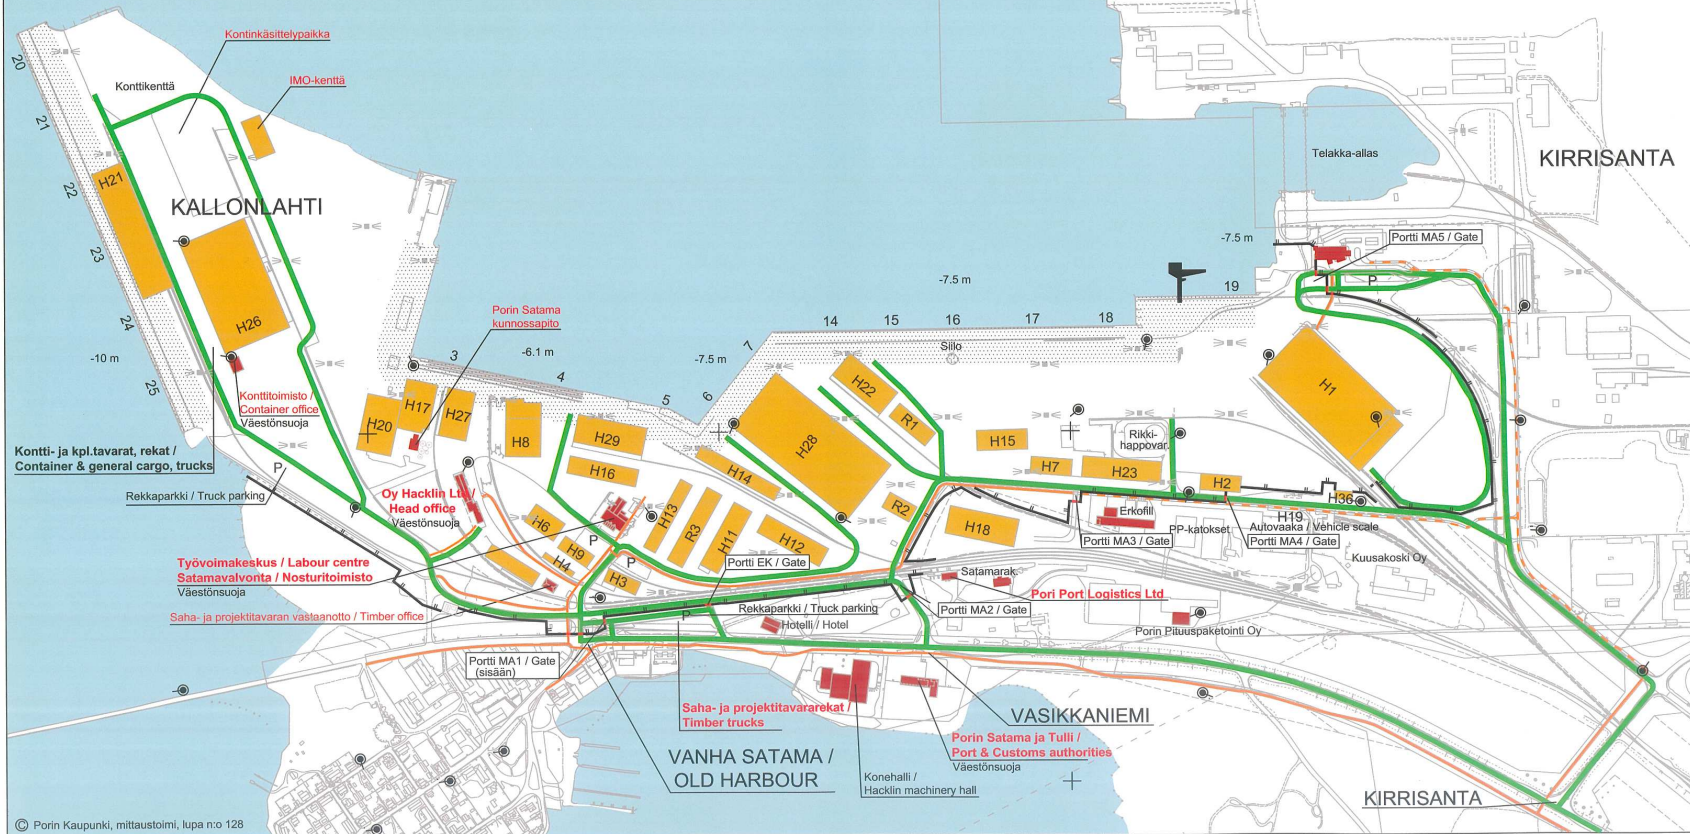 Kontinkäsittelypaikka
IMO-kenttä
Konttikenttä
20
21
22
23
24
25
-10 m
H21
KALLONLAHTI
H26
Konttitoimisto /
Container office
Väestönsuoja
Kontti- ja kpl.tavarat, rekat /
Container & general cargo, trucks
P
Rekkaparkki / Truck parking
Porin Satama
kunnossapito
3
-6.1 m
4
5
6
7
-7.5 m
14
15
16
17
18
19
-7.5 m
-7.5 m
Siilo
Telakka-allas
KIRRISANTA
Portti MA5 / Gate
P
H20
H17
H27
H8
H29
H16
H14
H28
H22
R1
H15
H7
H23
Rikki-
happovar.
H2
H36
H1
Oy Hacklin Ltd /
Head office
Väestönsuoja
H6
H9
H4
H3
P
P
H13
R3
H11
H12
R2
H18
Erkofill
PP-katokset
H19
Autovaaka / Vehicle scale
Portti MA4 / Gate
Portti MA3 / Gate
Kuusakoski Oy
Työvoimakeskus / Labour centre
Satamavalvonta / Nosturitoimisto
Väestönsuoja
Saha- ja projektitavaran vastaanotto / Timber office
Portti EK / Gate
Rekkaparkki / Truck parking
P
Hotelli / Hotel
Satamarak.
Pori Port Logistics Ltd
Portti MA2 / Gate
Porin Pituuspaketointi Oy
Portti MA1 / Gate
(sisään)
Saha- ja projektitavararekat /
Timber trucks
VANHA SATAMA /
OLD HARBOUR
VASIKKANIEMI
Porin Satama ja Tulli /
Port & Customs authorities
Väestönsuoja
Konehalli /
Hacklin machinery hall
KIRRISANTA
© Porin Kaupunki, mittaustoimi, lupa n:o 128